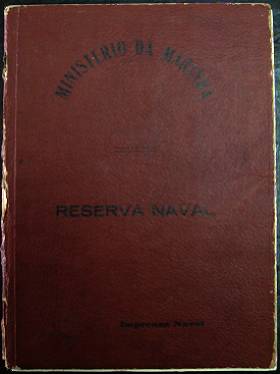 MINISTERIO DA MARINHA
RESERVA NAVAL
Imprensa Naval